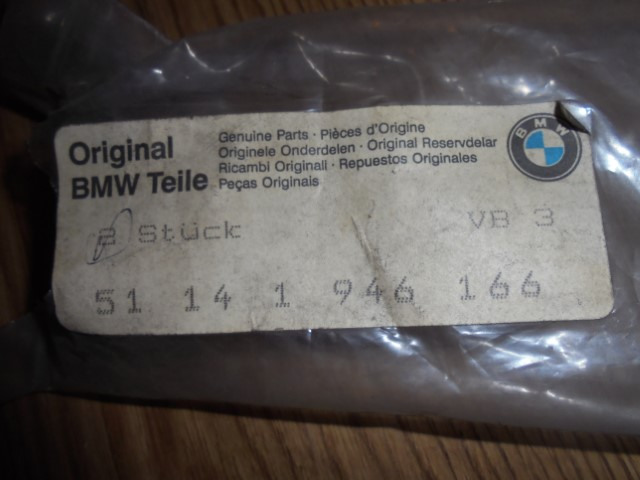 Original
BMW Teile
Genuine Parts · Pièces d'Origine
Originele Onderdelen · Original Reservdelar
Ricambi Originali · Repuestos Originales
Peças Originais
BMW
2 Stück VB 3
51 14 1 946 166